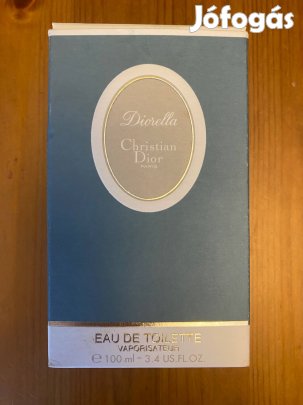 Jófogás
Diorella
Christian
Dior
PARIS
EAU DE TOILETTE
VAPORISATEUR
℮ 100 ml - 3.4 US.FL.OZ.